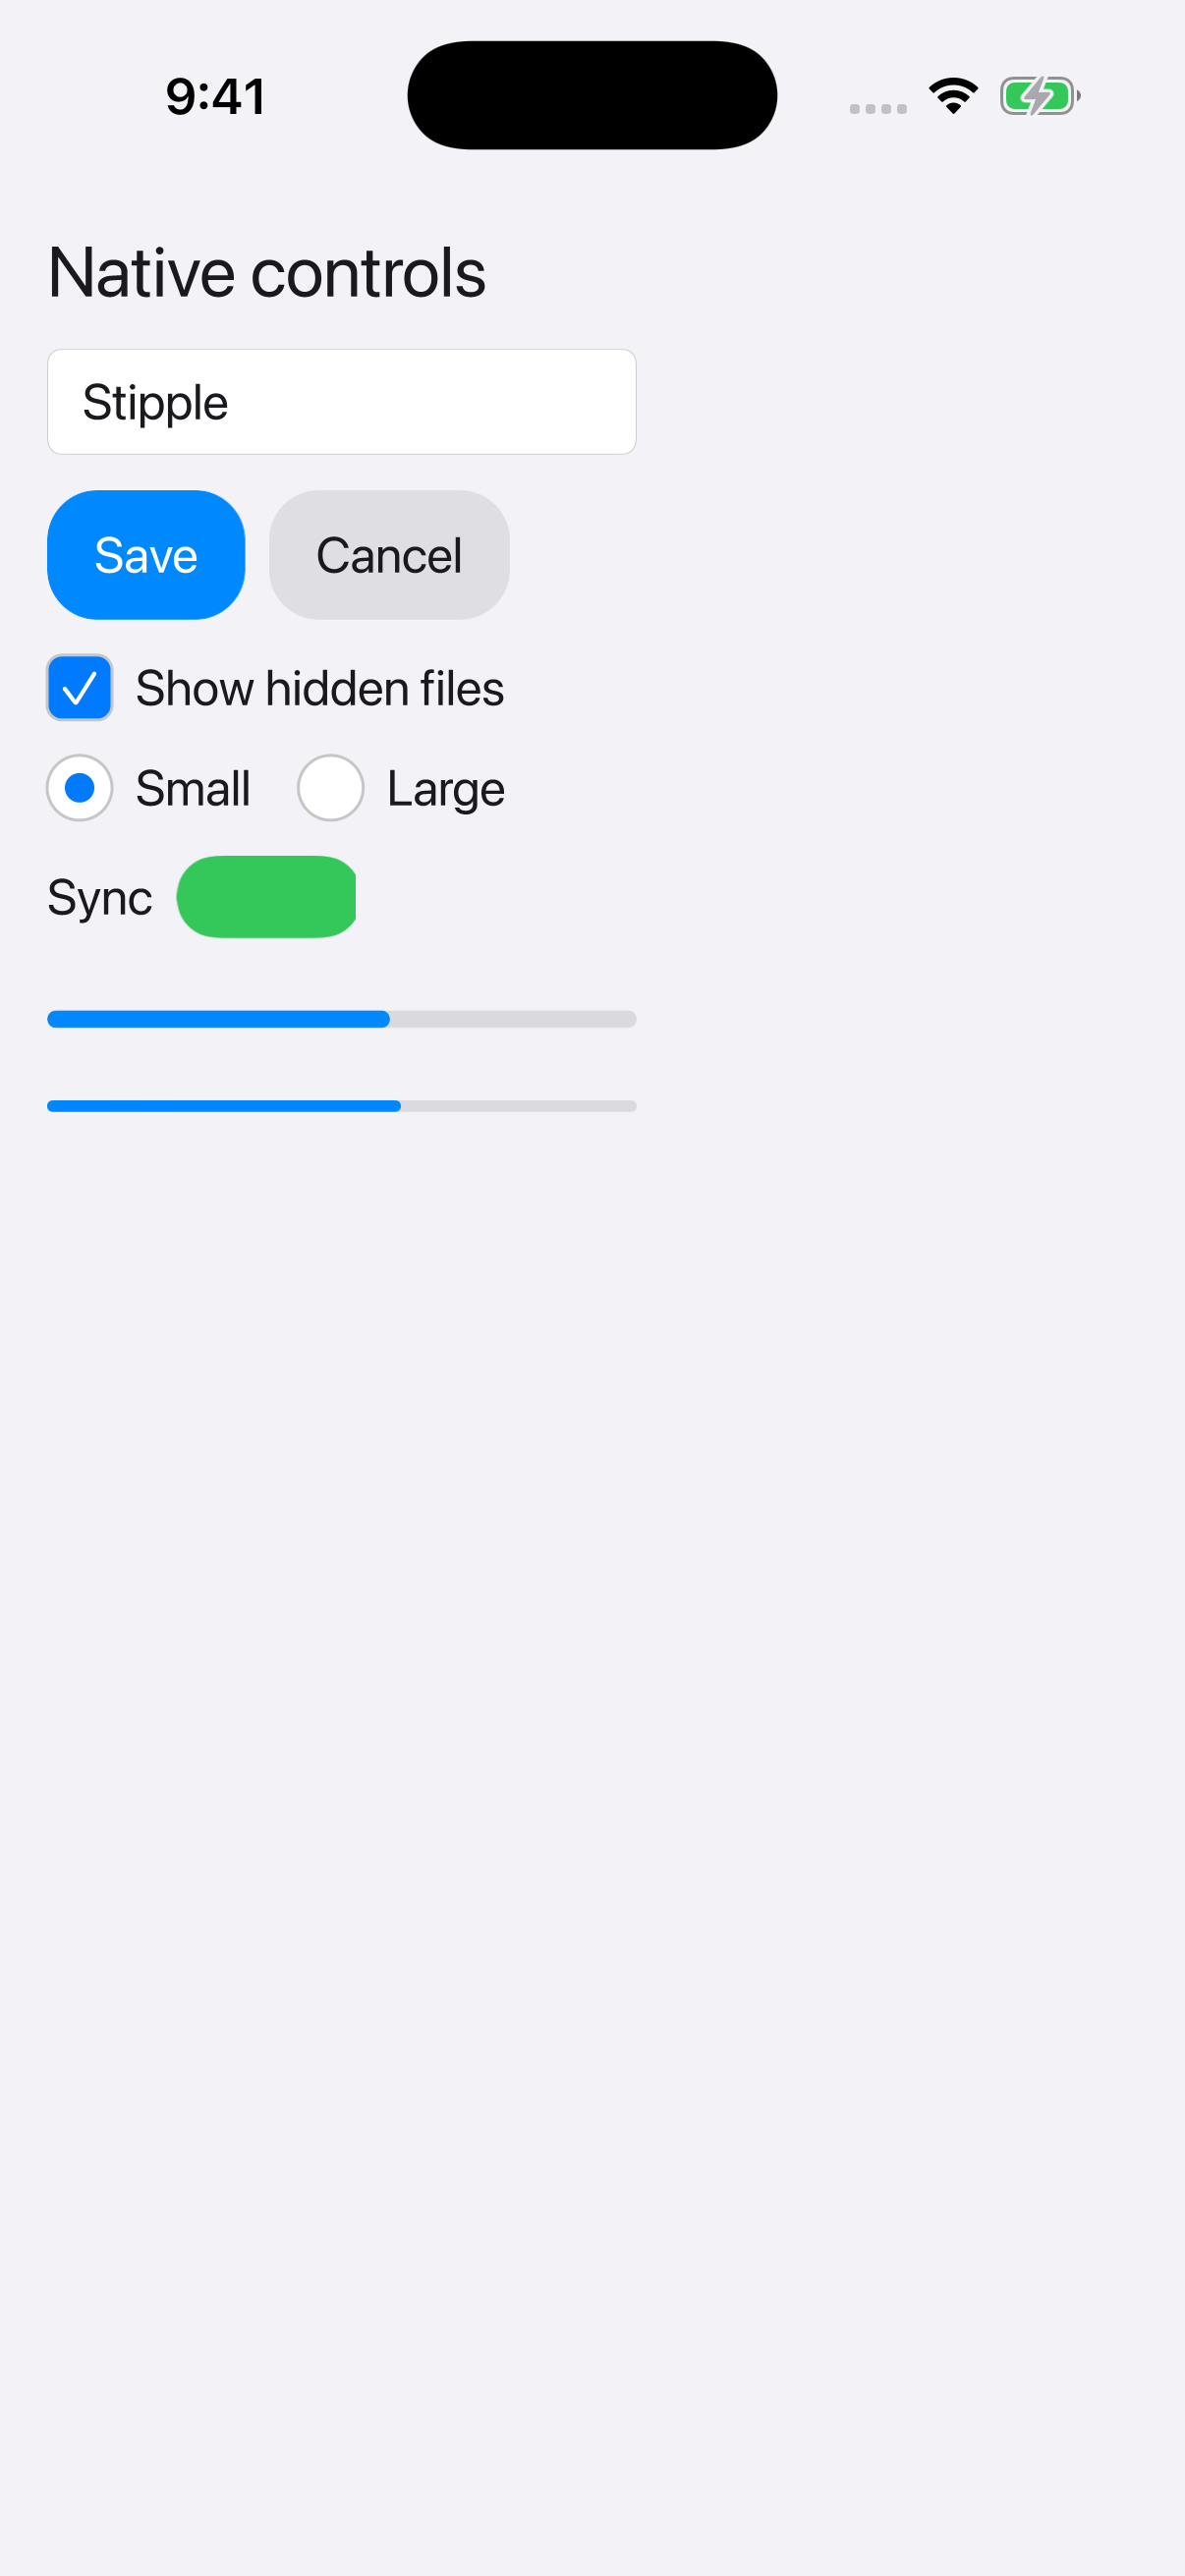 9:41
Native controls
Stipple
Save Cancel
Show hidden files
Small Large
Sync